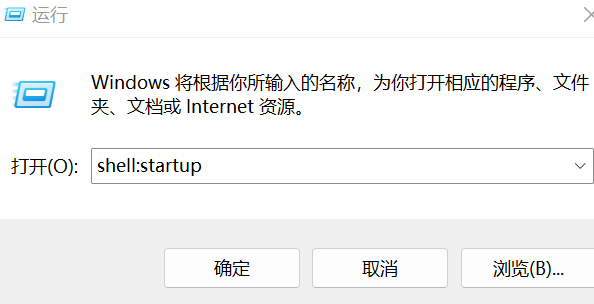 运行
Windows 将根据你所输入的名称，为你打开相应的程序、文件
夹、文档或 Internet 资源。
打开(O): shell:startup
确定 取消 浏览(B)...